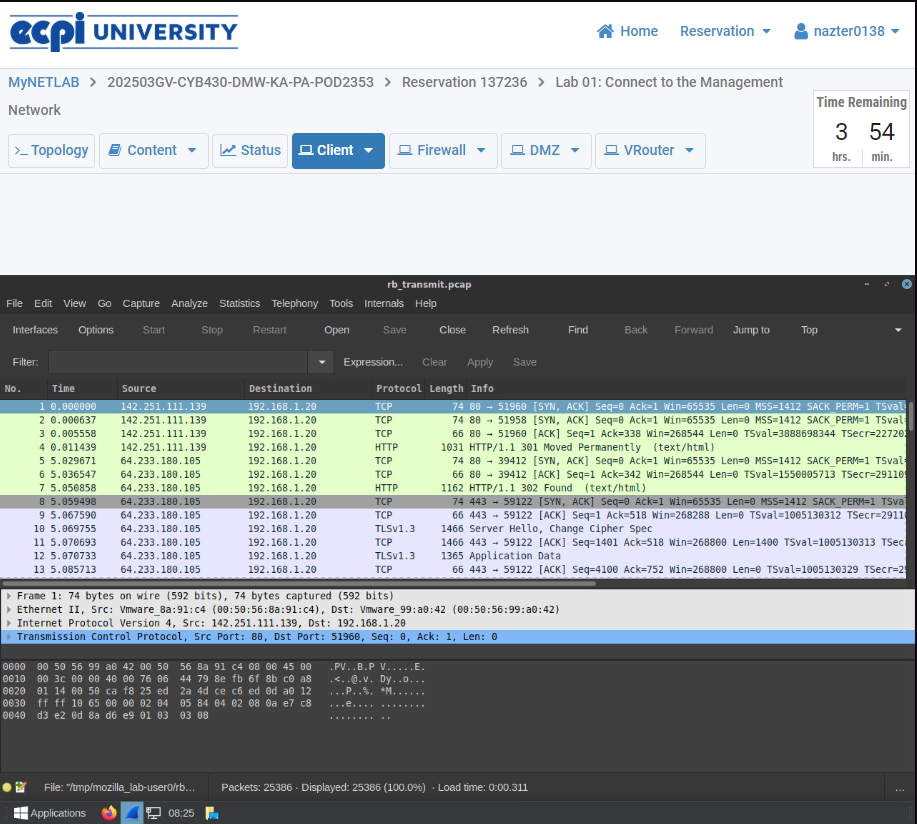 ecpi UNIVERSITY
Home Reservation nazter0138
MyNETLAB > 202503GV-CYB430-DMW-KA-PA-POD2353 > Reservation 137236 > Lab 01: Connect to the Management
Network
Time Remaining
3 54
hrs. min.
>_ Topology Content Status Client Firewall DMZ VRouter
rb_transmit.pcap
File Edit View Go Capture Analyze Statistics Telephony Tools Internals Help
Interfaces Options Start Stop Restart Open Save Close Refresh Find Back Forward Jump to Top
Filter: Expression... Clear Apply Save
No. Time Source Destination Protocol Length Info
1 0.000000 142.251.111.139 192.168.1.20 TCP 74 80 → 51960 [SYN, ACK] Seq=0 Ack=1 Win=65535 Len=0 MSS=1412 SACK_PERM=1 TSval=
2 0.000637 142.251.111.139 192.168.1.20 TCP 74 80 → 51958 [SYN, ACK] Seq=0 Ack=1 Win=65535 Len=0 MSS=1412 SACK_PERM=1 TSval=
3 0.005558 142.251.111.139 192.168.1.20 TCP 66 80 → 51960 [ACK] Seq=1 Ack=338 Win=268544 Len=0 TSval=3888698344 TSecr=227202
4 0.011439 142.251.111.139 192.168.1.20 HTTP 1031 HTTP/1.1 301 Moved Permanently (text/html)
5 5.029671 64.233.180.105 192.168.1.20 TCP 74 80 → 39412 [SYN, ACK] Seq=0 Ack=1 Win=65535 Len=0 MSS=1412 SACK_PERM=1 TSval=
6 5.036547 64.233.180.105 192.168.1.20 TCP 66 80 → 39412 [ACK] Seq=1 Ack=342 Win=268544 Len=0 TSval=1550005713 TSecr=291109
7 5.050858 64.233.180.105 192.168.1.20 HTTP 1162 HTTP/1.1 302 Found (text/html)
8 5.059498 64.233.180.105 192.168.1.20 TCP 74 443 → 59122 [SYN, ACK] Seq=0 Ack=1 Win=65535 Len=0 MSS=1412 SACK_PERM=1 TSva
9 5.067590 64.233.180.105 192.168.1.20 TCP 66 443 → 59122 [ACK] Seq=1 Ack=518 Win=268288 Len=0 TSval=1005130312 TSecr=29110
10 5.069755 64.233.180.105 192.168.1.20 TLSv1.3 1466 Server Hello, Change Cipher Spec
11 5.070693 64.233.180.105 192.168.1.20 TCP 1466 443 → 59122 [ACK] Seq=1401 Ack=518 Win=268800 Len=1400 TSval=1005130313 TSec
12 5.070733 64.233.180.105 192.168.1.20 TLSv1.3 1365 Application Data
13 5.085713 64.233.180.105 192.168.1.20 TCP 66 443 → 59122 [ACK] Seq=4100 Ack=752 Win=268800 Len=0 TSval=1005130329 TSecr=29
Frame 1: 74 bytes on wire (592 bits), 74 bytes captured (592 bits)
Ethernet II, Src: Vmware_8a:91:c4 (00:50:56:8a:91:c4), Dst: Vmware_99:a0:42 (00:50:56:99:a0:42)
Internet Protocol Version 4, Src: 142.251.111.139, Dst: 192.168.1.20
Transmission Control Protocol, Src Port: 80, Dst Port: 51960, Seq: 0, Ack: 1, Len: 0
0000 00 50 56 99 a0 42 00 50 56 8a 91 c4 08 00 45 00 .PV..B.P V.....E.
0010 00 3c 00 00 40 00 76 06 44 79 8e fb 6f 8b c0 a8 .<..@.v. Dy..o...
0020 01 14 00 50 ca f8 25 ed 2a 4d ce c6 ed 0d a0 12 ...P..%. *M......
0030 ff ff 10 65 00 00 02 04 05 84 04 02 08 0a e7 c8 ...e.... ........
0040 d3 e2 0d 8a d6 e9 01 03 03 08 ........ ..
File: "/tmp/mozilla_lab-user0/rb... Packets: 25386 · Displayed: 25386 (100.0%) · Load time: 0:00.311 ...
Applications 08:25